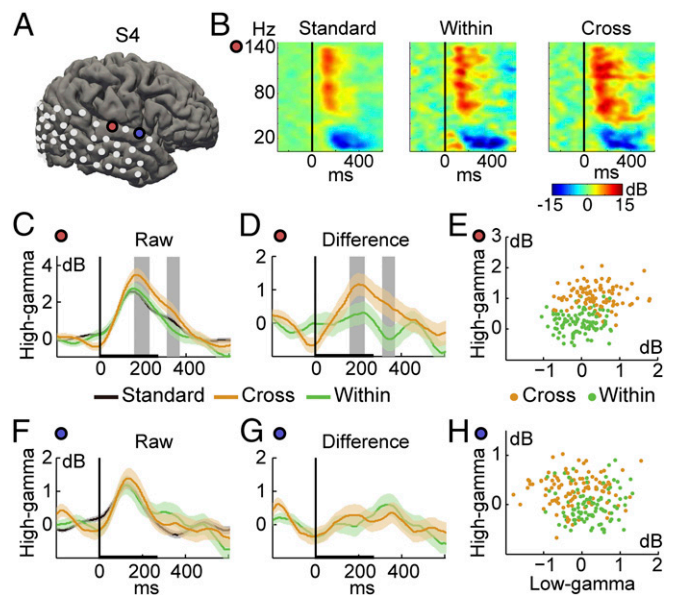 A
S4
B
Hz
Standard
Within
Cross
140
80
20
0
400
ms
0
400
ms
0
400
ms
dB
-15
0
15
C
Raw
dB
High-gamma
4
2
0
0
200
400
ms
D
Difference
2
1
0
0
200
400
ms
E
High-gamma
3
dB
2
1
0
dB
−1
0
1
2
Standard
Cross
Within
Cross
Within
F
Raw
dB
High-gamma
2
1
0
0
200
400
ms
G
Difference
2
1
0
0
200
400
ms
H
dB
High-gamma
1
0
dB
−1
0
1
2
Low-gamma